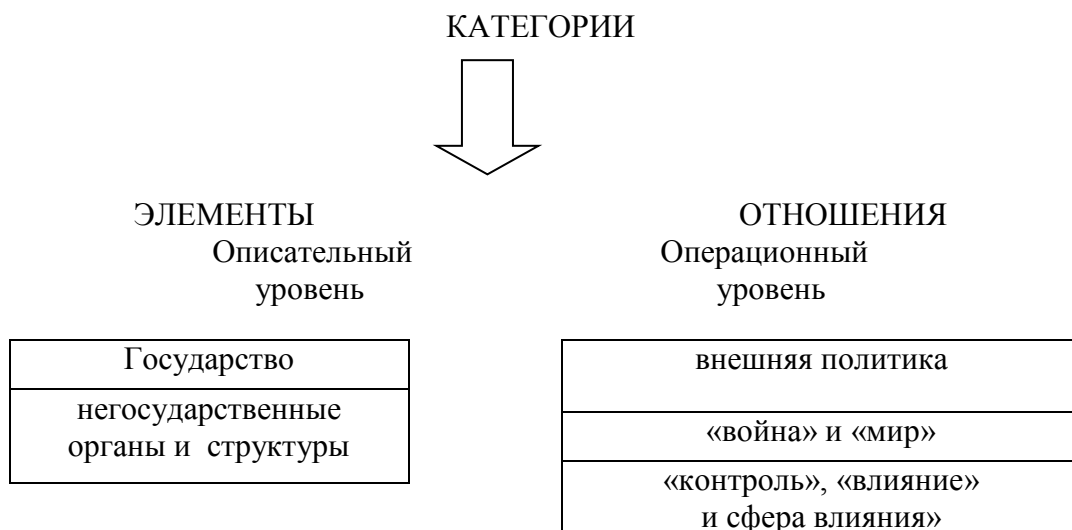 КАТЕГОРИИ
ЭЛЕМЕНТЫ
Описательный
уровень
Государство
негосударственные
органы и структуры
ОТНОШЕНИЯ
Операционный
уровень
внешняя политика
«война» и «мир»
«контроль», «влияние»
и сфера влияния»